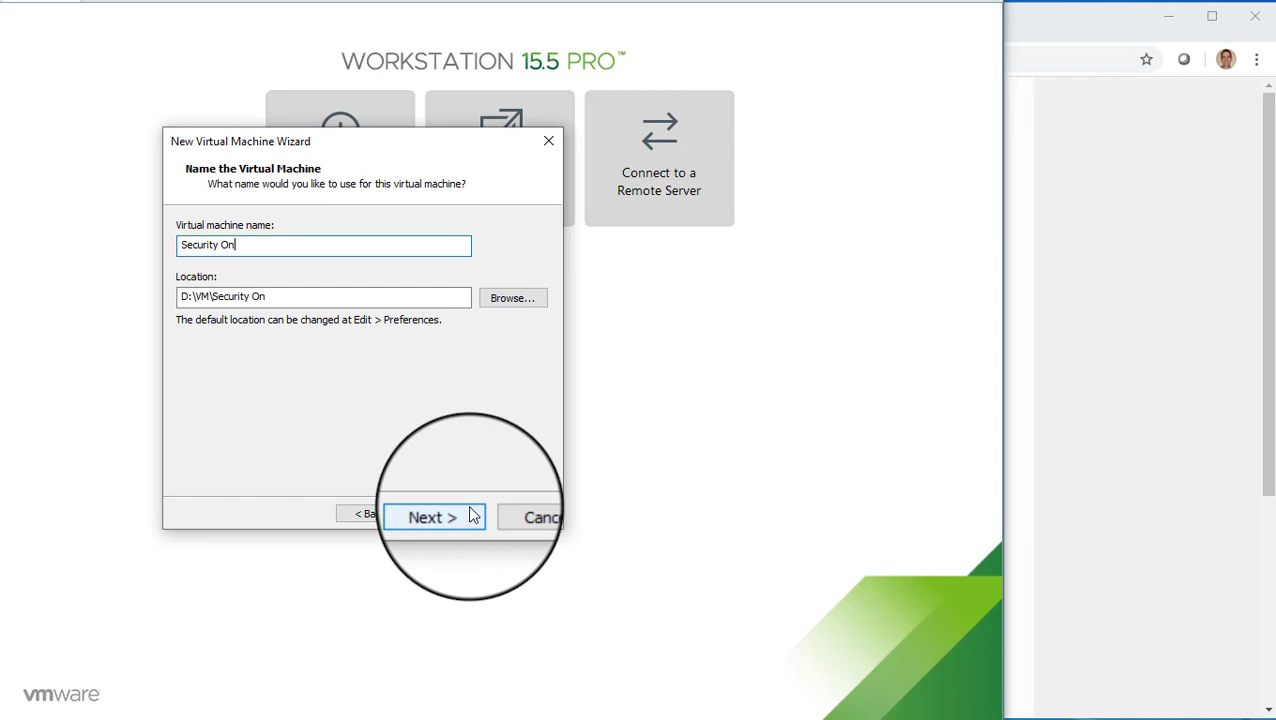 WORKSTATION 15.5 PRO™
New Virtual Machine Wizard
Name the Virtual Machine
What name would you like to use for this virtual machine?
Connect to a
Remote Server
Virtual machine name:
Security On
Location:
D:\VM\Security On
Browse...
The default location can be changed at Edit > Preferences.
< Ba
Next >
Canc
vmware